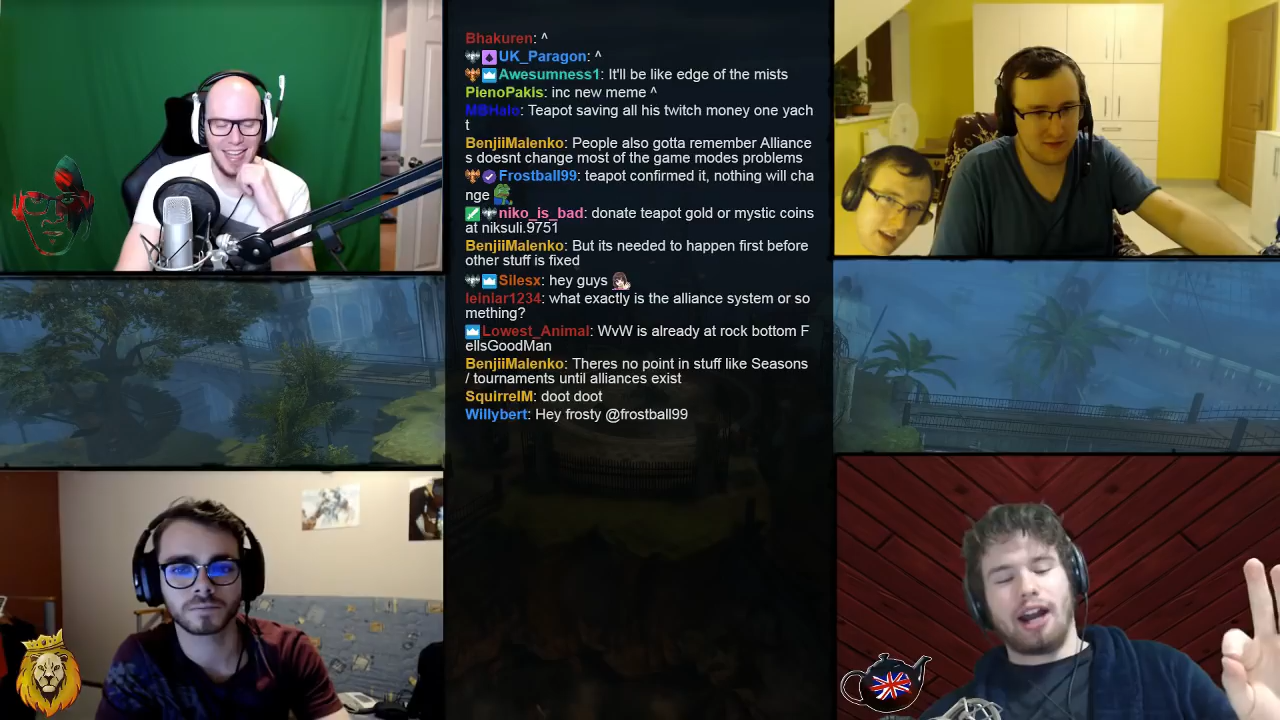 Bhakuren: ^
UK_Paragon: ^
Awesumness1: It'll be like edge of the mists
PlenoPakis: inc new meme ^
Teapot saving all his twitch money one yach
t
BenjiiMalenko: People also gotta remember Alliance
s doesnt change most of the game modes problems
Frostball99: teapot confirmed it, nothing will cha
nge
niko_is_bad: donate teapot gold or mystic coins
at niksuli.9751
BenjiiMalenko: But its needed to happen first before
other stuff is fixed
Silesx: hey guys
leinlar1234: what exactly is the alliance system or so
mething?
Lowest_Animal: WvW is already at rock bottom F
eIlsGoodMan
BenjiiMalenko: Theres no point in stuff like Seasons
/ tournaments until alliances exist
SquirrelM: doot doot
Willybert: Hey frosty @frostball99